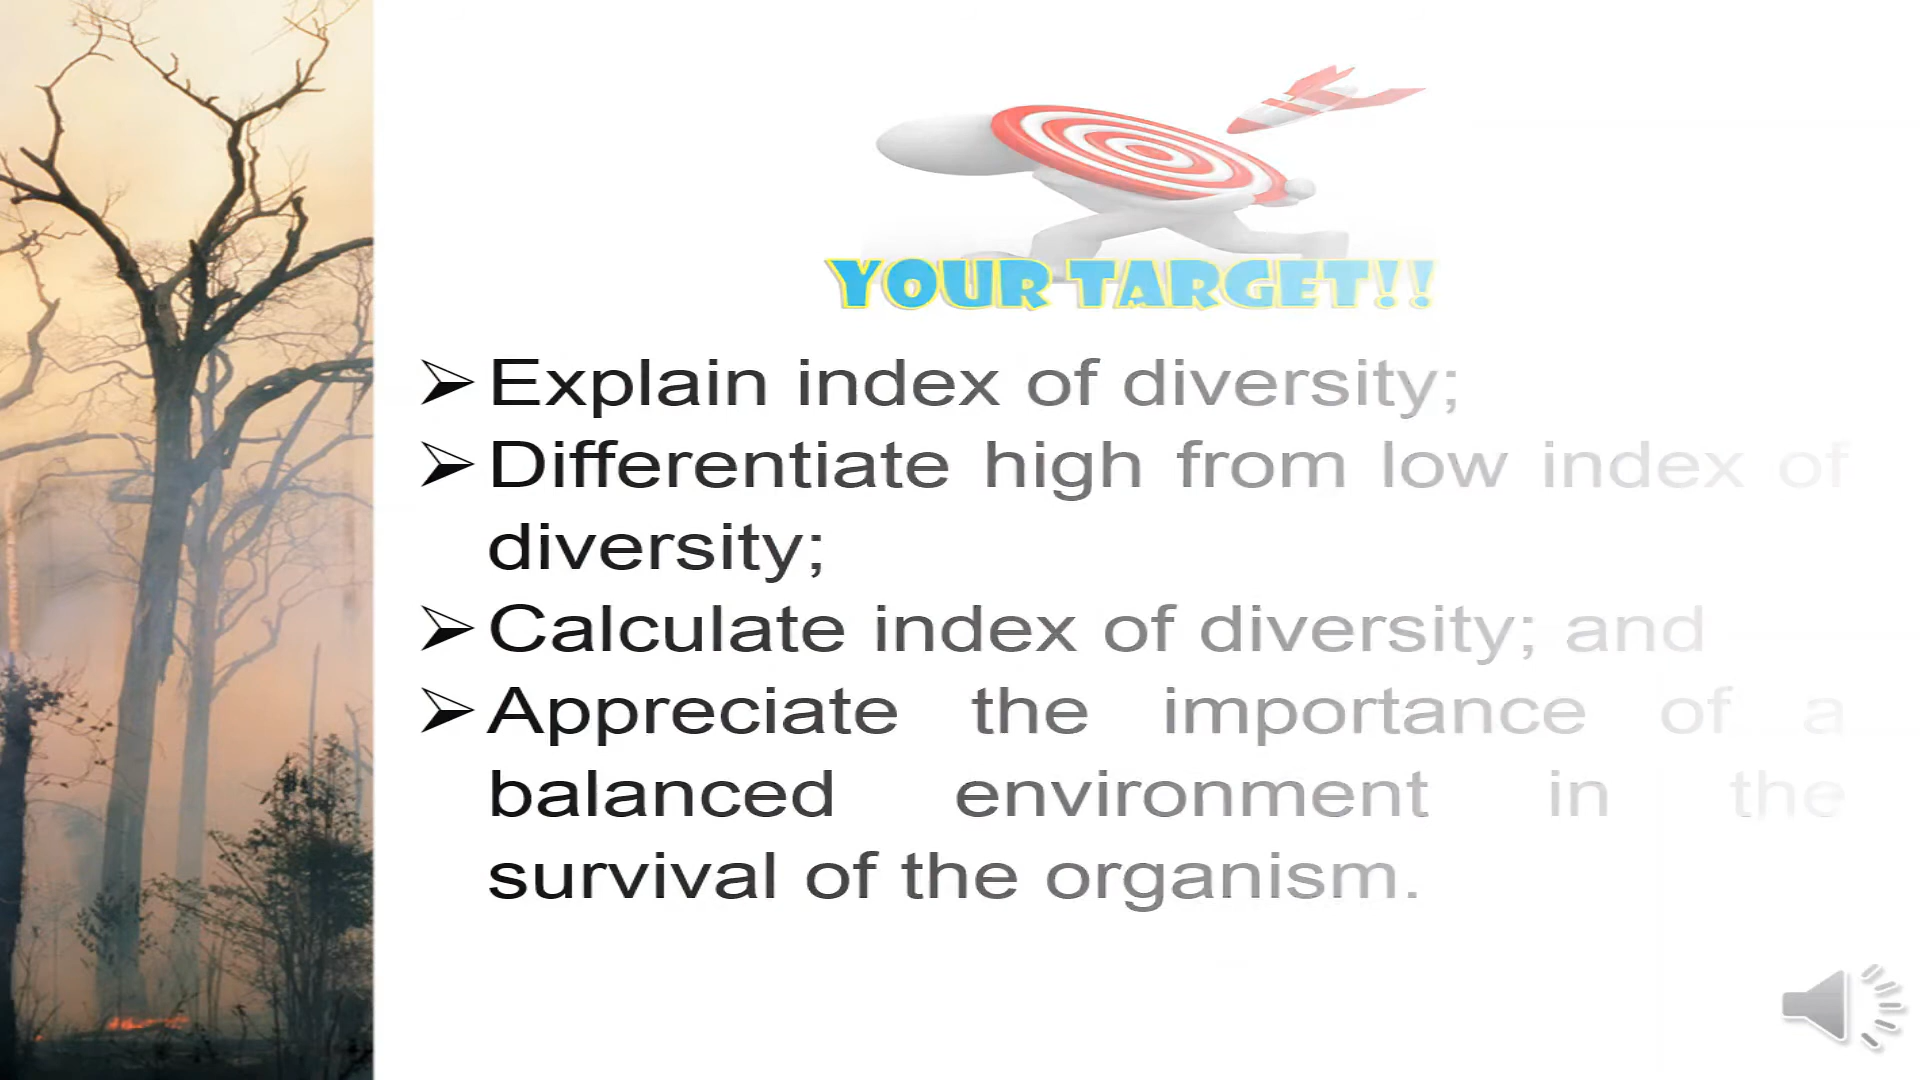 YOUR TARGET!!
➢Explain index of diversity;
➢Differentiate high from low index of
diversity;
➢Calculate index of diversity; and
➢Appreciate the importance of a
balanced environment in the
survival of the organism.